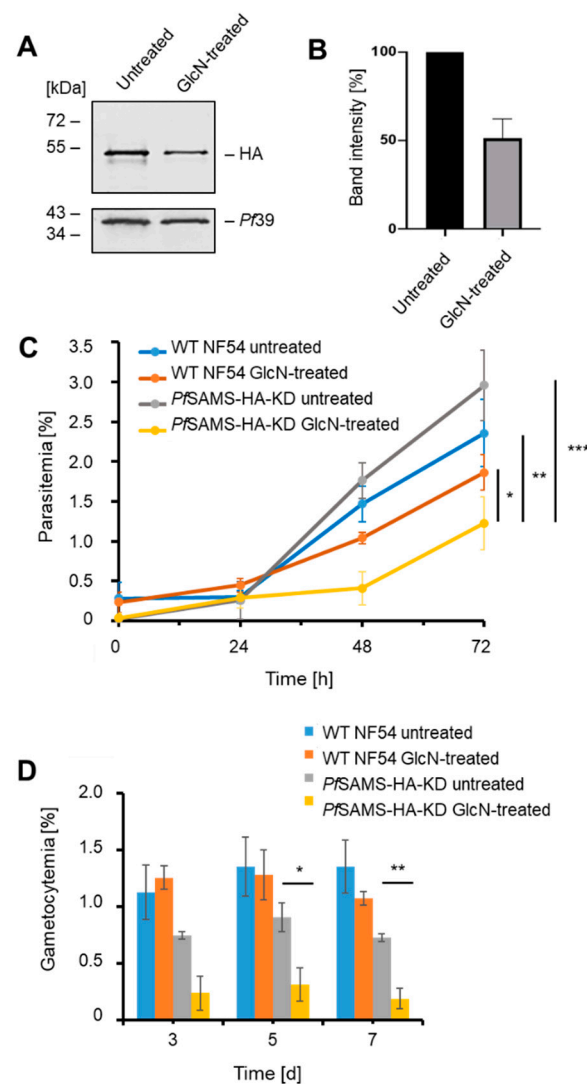 A
Untreated
GlcN-treated
[kDa]
72 –
55 –
– HA
43 –
34 –
– Pf39
B
Band intensity [%]
100
50
0
Untreated
GlcN-treated
C
WT NF54 untreated
WT NF54 GlcN-treated
PfSAMS-HA-KD untreated
PfSAMS-HA-KD GlcN-treated
Parasitemia [%]
3.5
3.0
2.5
2.0
1.5
1.0
0.5
0
0 24 48 72
Time [h]
*
**
***
D
WT NF54 untreated
WT NF54 GlcN-treated
PfSAMS-HA-KD untreated
PfSAMS-HA-KD GlcN-treated
Gametocytemia [%]
2.0
1.5
1.0
0.5
0
* **
3 5 7
Time [d]